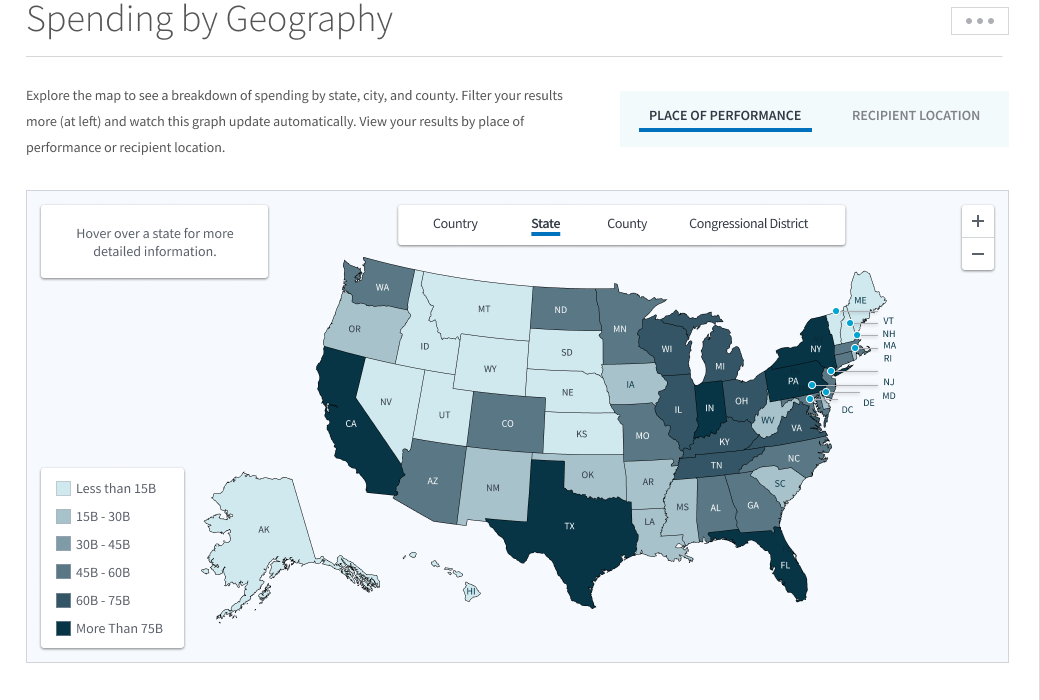 Spending by Geography
Explore the map to see a breakdown of spending by state, city, and county. Filter your results
more (at left) and watch this graph update automatically. View your results by place of
performance or recipient location.
PLACE OF PERFORMANCE
RECIPIENT LOCATION
Hover over a state for more
detailed information.
Country
State
County
Congressional District
+
−
WA
MT
ND
MN
ME
OR
ID
SD
WI
MI
NY
VT
NH
MA
RI
WY
NE
IA
PA
NJ
MD
DE
DC
NV
UT
CO
KS
MO
IL
IN
OH
WV
VA
KY
CA
AZ
NM
OK
AR
TN
NC
SC
TX
LA
MS
AL
GA
FL
AK
HI
Less than 15B
15B - 30B
30B - 45B
45B - 60B
60B - 75B
More Than 75B